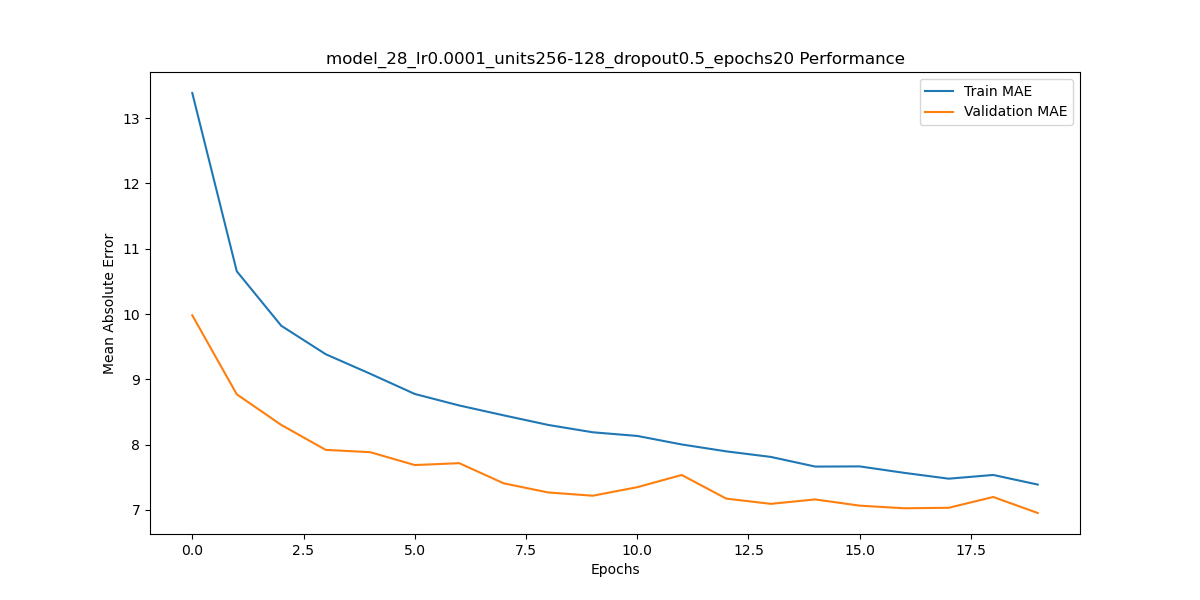 model_28_lr0.0001_units256-128_dropout0.5_epochs20 Performance
Train MAE
Validation MAE
13
12
11
10
9
8
7
Mean Absolute Error
0.0 2.5 5.0 7.5 10.0 12.5 15.0 17.5
Epochs